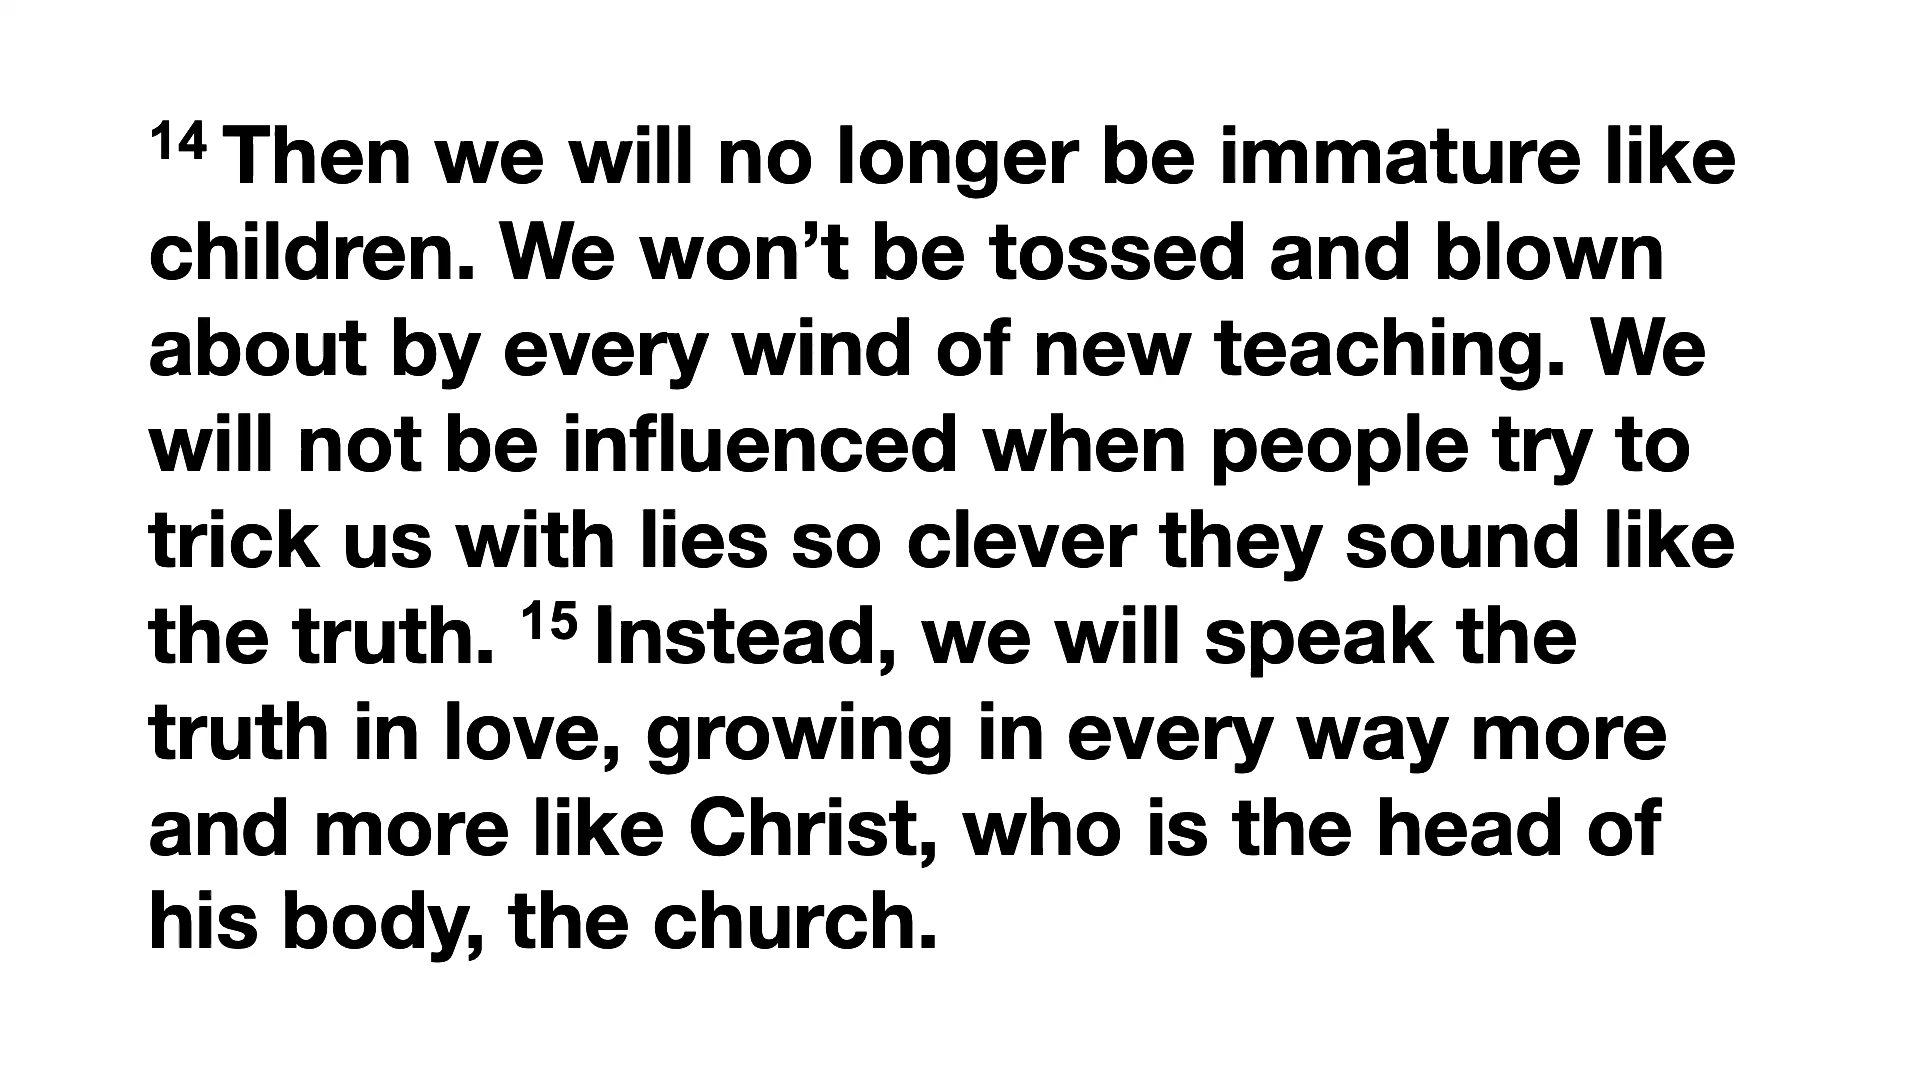 14 Then we will no longer be immature like
children. We won’t be tossed and blown
about by every wind of new teaching. We
will not be influenced when people try to
trick us with lies so clever they sound like
the truth. 15 Instead, we will speak the
truth in love, growing in every way more
and more like Christ, who is the head of
his body, the church.